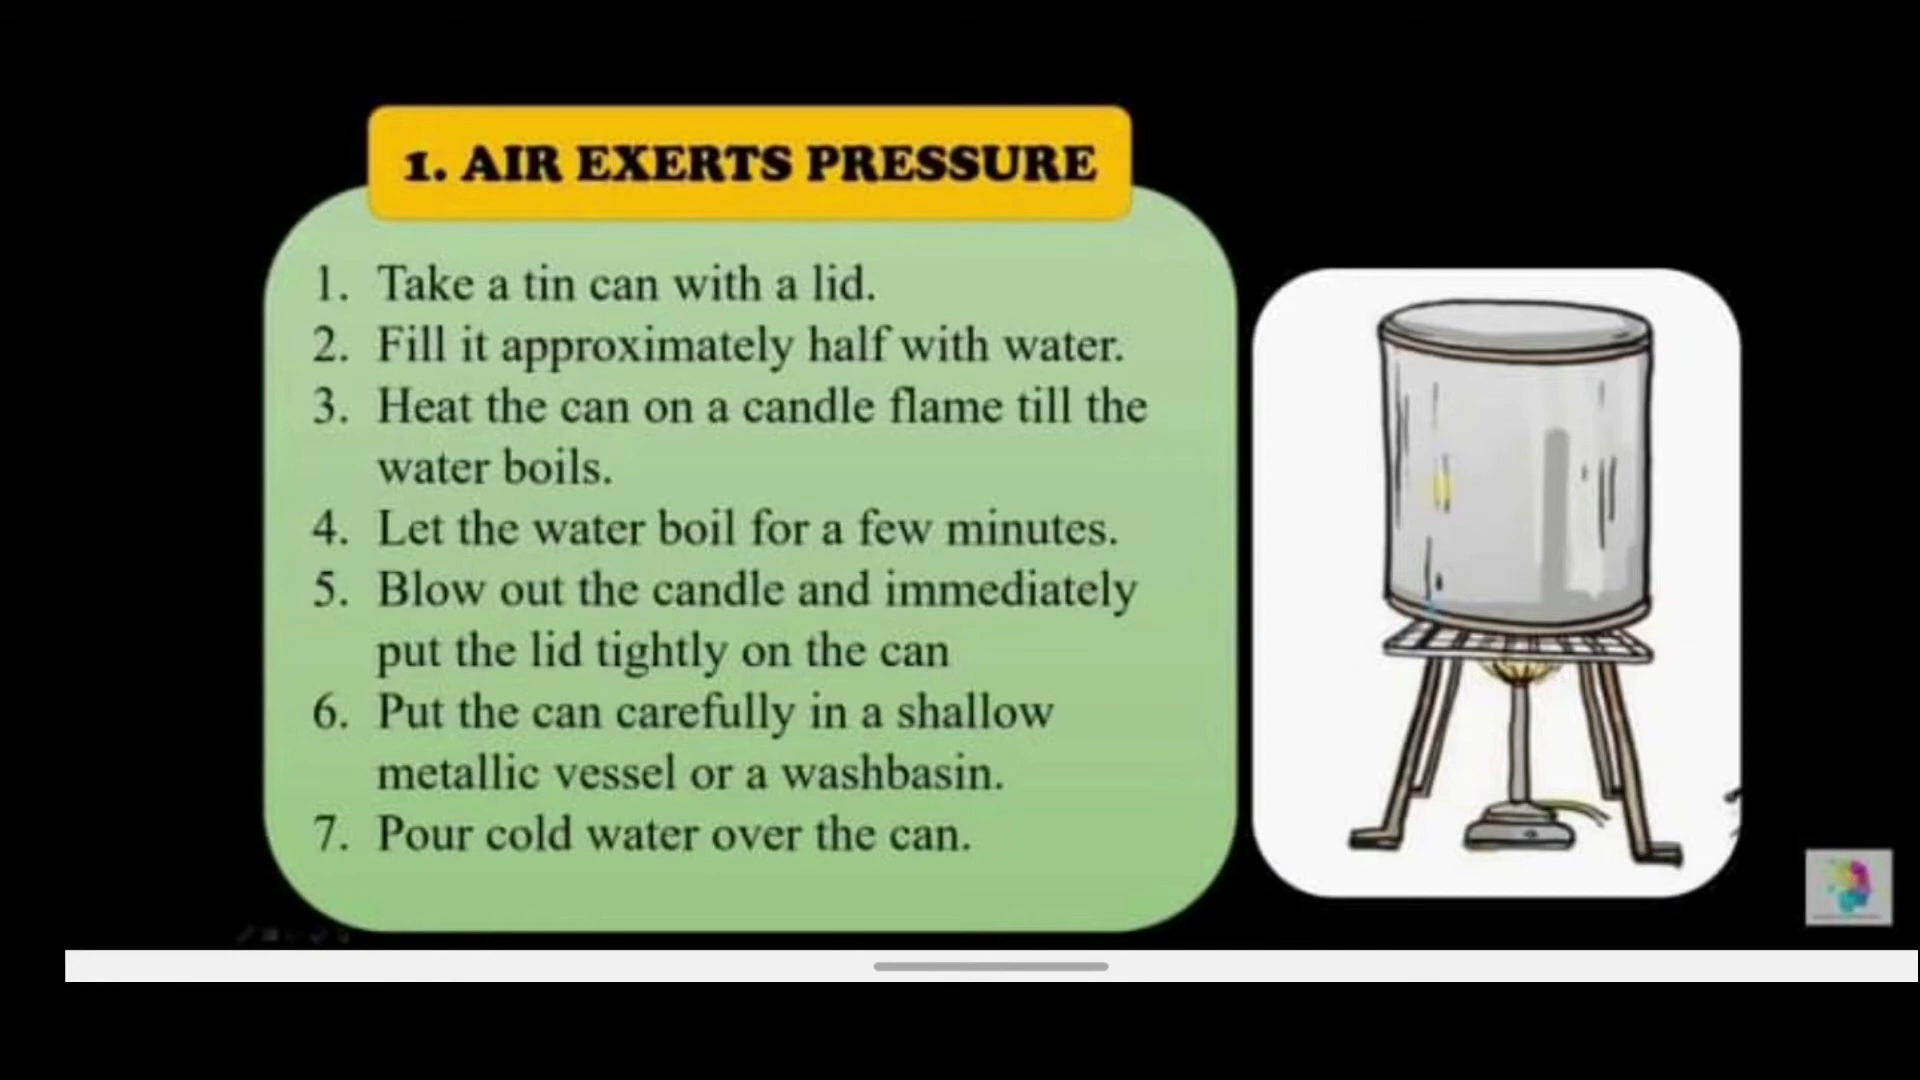 1. AIR EXERTS PRESSURE
1. Take a tin can with a lid.
2. Fill it approximately half with water.
3. Heat the can on a candle flame till the
water boils.
4. Let the water boil for a few minutes.
5. Blow out the candle and immediately
put the lid tightly on the can
6. Put the can carefully in a shallow
metallic vessel or a washbasin.
7. Pour cold water over the can.